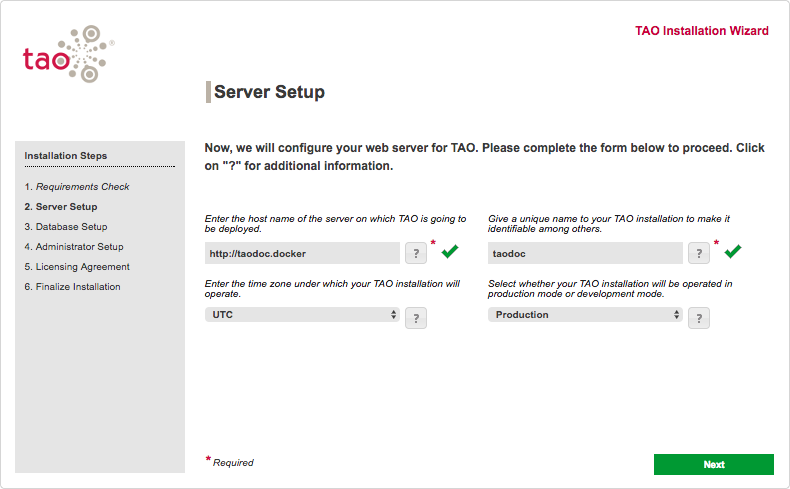 tao
®
TAO Installation Wizard
Server Setup
Installation Steps
1. Requirements Check
2. Server Setup
3. Database Setup
4. Administrator Setup
5. Licensing Agreement
6. Finalize Installation
Now, we will configure your web server for TAO. Please complete the form below to proceed. Click
on "?" for additional information.
Enter the host name of the server on which TAO is going to
be deployed.
http://taodoc.docker
? *
Give a unique name to your TAO installation to make it
identifiable among others.
taodoc
? *
Enter the time zone under which your TAO installation will
operate.
UTC
?
Select whether your TAO installation will be operated in
production mode or development mode.
Production
?
* Required
Next